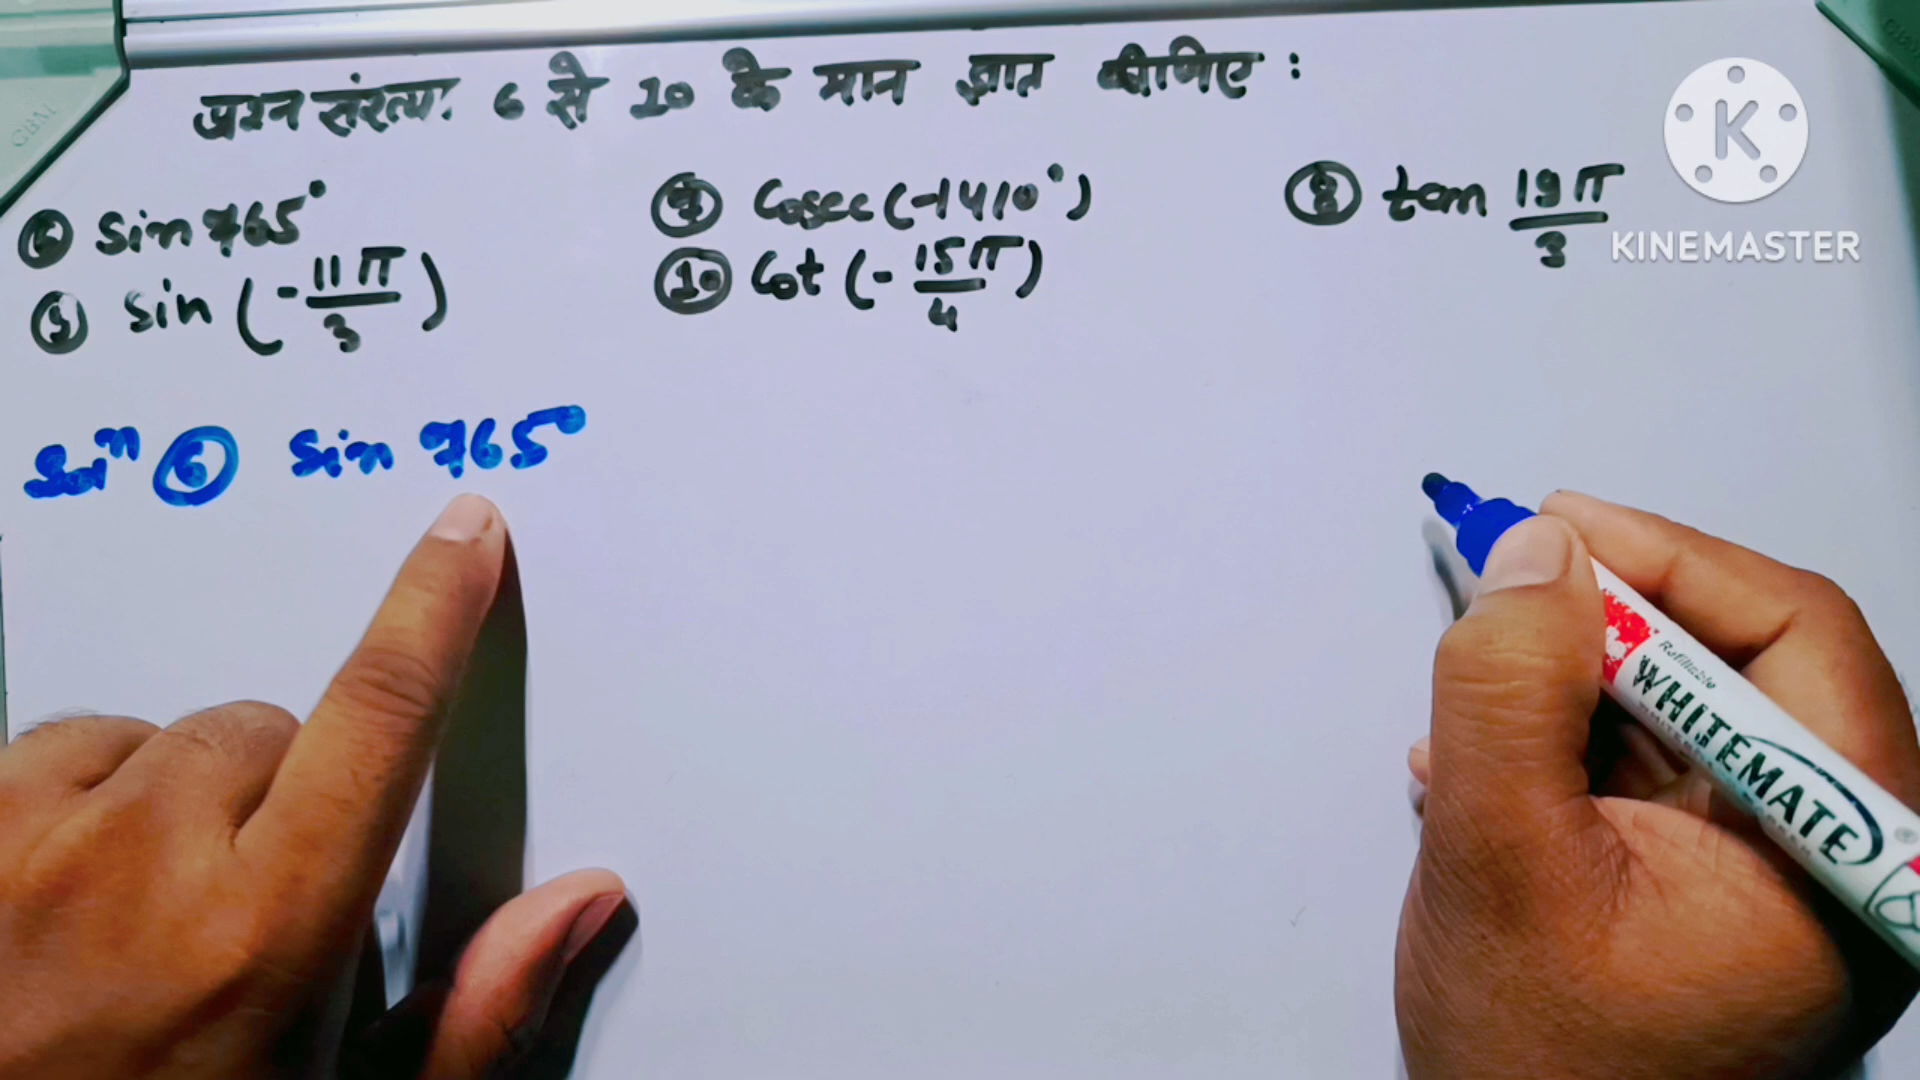 प्रश्न संख्या 6 से 10 के मान ज्ञात कीजिए :
⑥ sin 765°
⑦ Cosec (-1410°)
⑧ tan 19π/3
⑨ sin (-11π/3)
⑩ Cot (-15π/4)
Solⁿ ⑥ sin 765°
K
KINEMASTER
Refillable
WHITEMATE